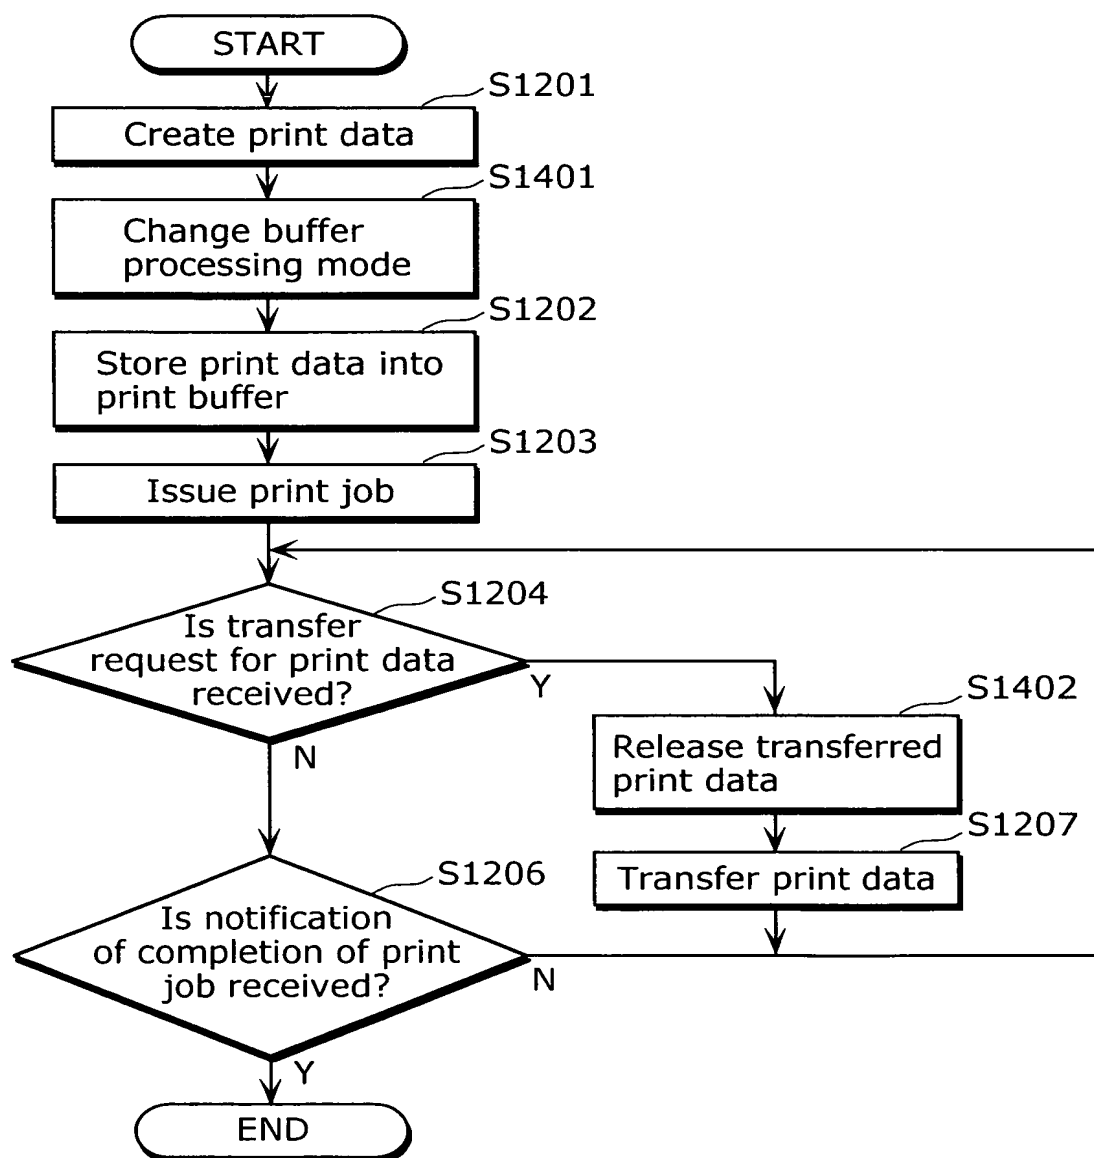 START
S1201
Create print data
S1401
Change buffer
processing mode
S1202
Store print data into
print buffer
S1203
Issue print job
S1204
Is transfer
request for print data
received?
Y
N
S1402
Release transferred
print data
S1207
Transfer print data
S1206
Is notification
of completion of print
job received?
N
Y
END